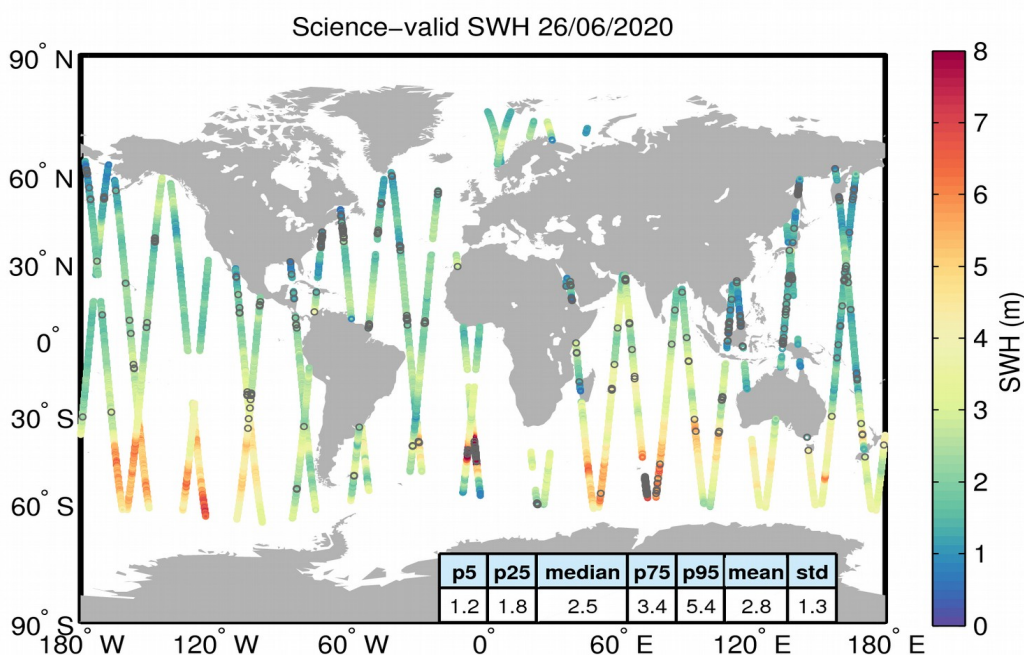 Science−valid SWH 26/06/2020
90° N
60° N
30° N
0°
30° S
60° S
90° S
180° W
120° W
60° W
0°
60° E
120° E
180° E
8
7
6
5
4
3
2
1
0
SWH (m)
p5 p25 median p75 p95 mean std
1.2 1.8 2.5 3.4 5.4 2.8 1.3